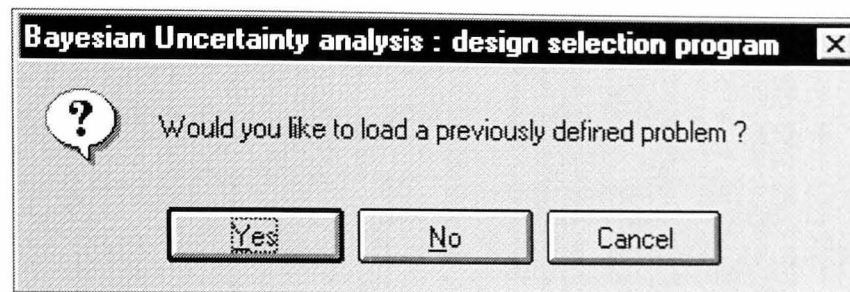 Bayesian Uncertainty analysis : design selection program
Would you like to load a previously defined problem ?
Yes No Cancel